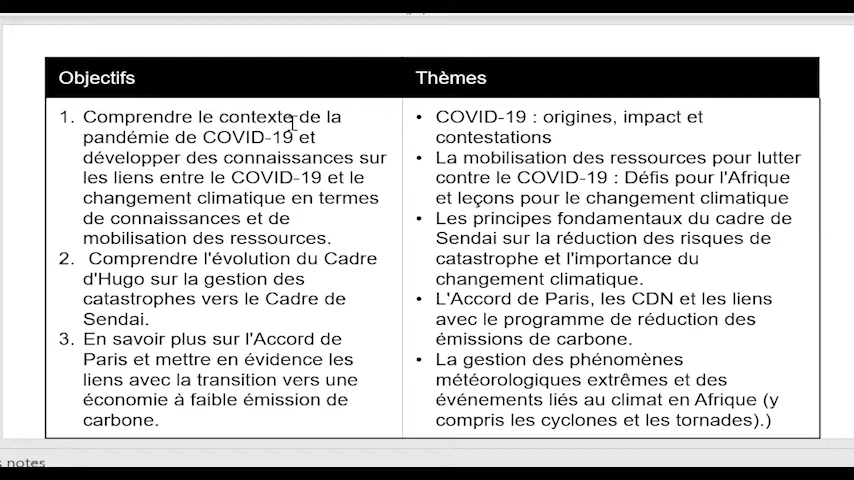 Objectifs
Thèmes
1. Comprendre le contexte de la
pandémie de COVID-19 et
développer des connaissances sur
les liens entre le COVID-19 et le
changement climatique en termes
de connaissances et de
mobilisation des ressources.
2. Comprendre l'évolution du Cadre
d'Hugo sur la gestion des
catastrophes vers le Cadre de
Sendai.
3. En savoir plus sur l'Accord de
Paris et mettre en évidence les
liens avec la transition vers une
économie à faible émission de
carbone.
• COVID-19 : origines, impact et
contestations
• La mobilisation des ressources pour lutter
contre le COVID-19 : Défis pour l'Afrique
et leçons pour le changement climatique
• Les principes fondamentaux du cadre de
Sendai sur la réduction des risques de
catastrophe et l'importance du
changement climatique.
• L'Accord de Paris, les CDN et les liens
avec le programme de réduction des
émissions de carbone.
• La gestion des phénomènes
météorologiques extrêmes et des
événements liés au climat en Afrique (y
compris les cyclones et les tornades).)
notes